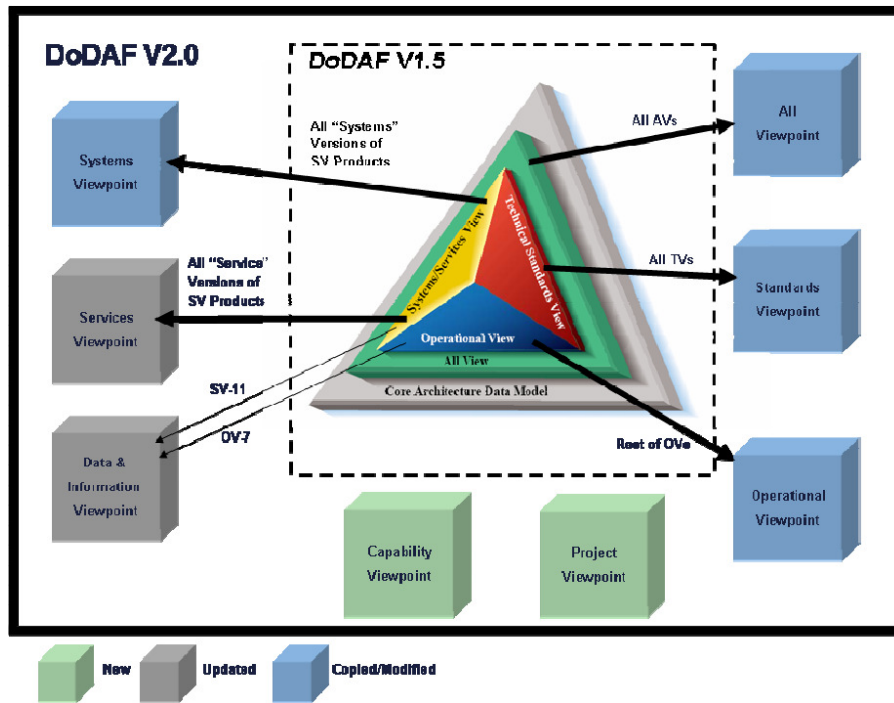 DoDAF V2.0
DoDAF V1.5
Systems
Viewpoint
All “Systems”
Versions of
SV Products
All AVs
All
Viewpoint
All “Service”
Versions of
SV Products
Services
Viewpoint
Systems/Services View
Technical Standards View
All TVs
Standards
Viewpoint
Operational View
All View
Core Architecture Data Model
SV-11
OV-7
Rest of OVs
Data &
Information
Viewpoint
Operational
Viewpoint
Capability
Viewpoint
Project
Viewpoint
New
Updated
Copied/Modified